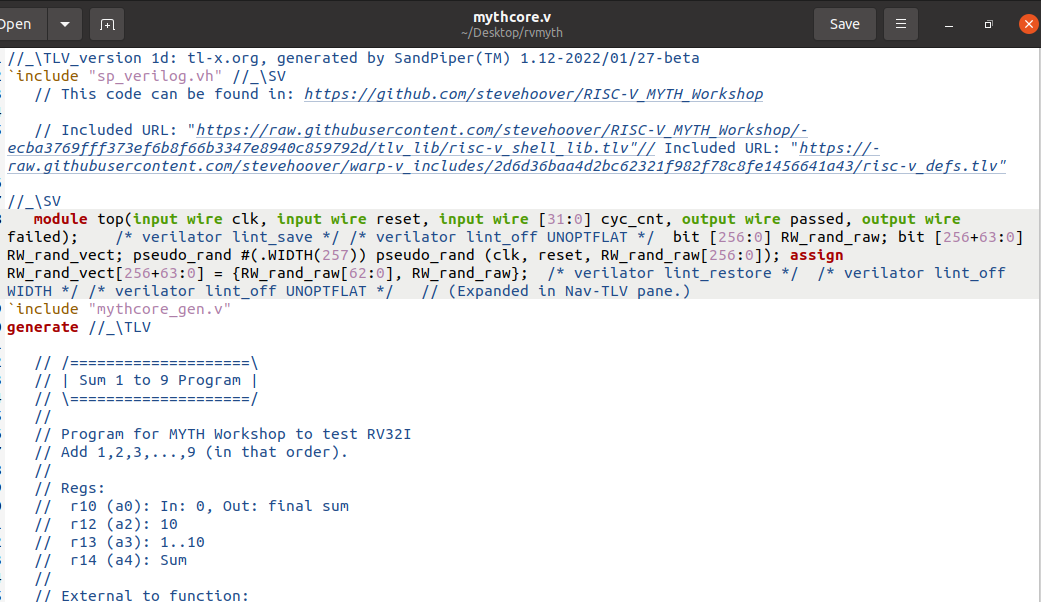 Open
mythcore.v
~/Desktop/rvmyth
Save
//_\TLV_version 1d: tl-x.org, generated by SandPiper(TM) 1.12-2022/01/27-beta
`include "sp_verilog.vh" //_\SV
// This code can be found in: https://github.com/stevehoover/RISC-V_MYTH_Workshop
// Included URL: "https://raw.githubusercontent.com/stevehoover/RISC-V_MYTH_Workshop/-
ecba3769fff373ef6b8f66b3347e8940c859792d/tlv_lib/risc-v_shell_lib.tlv"// Included URL: "https://-
raw.githubusercontent.com/stevehoover/warp-v_includes/2d6d36baa4d2bc62321f982f78c8fe1456641a43/risc-v_defs.tlv"
//_\SV
module top(input wire clk, input wire reset, input wire [31:0] cyc_cnt, output wire passed, output wire
failed);    /* verilator lint_save */ /* verilator lint_off UNOPTFLAT */  bit [256:0] RW_rand_raw; bit [256+63:0]
RW_rand_vect; pseudo_rand #(.WIDTH(257)) pseudo_rand (clk, reset, RW_rand_raw[256:0]); assign
RW_rand_vect[256+63:0] = {RW_rand_raw[62:0], RW_rand_raw};  /* verilator lint_restore */  /* verilator lint_off
WIDTH */ /* verilator lint_off UNOPTFLAT */   // (Expanded in Nav-TLV pane.)
`include "mythcore_gen.v"
generate //_\TLV
// /====================\
// | Sum 1 to 9 Program |
// \====================/
//
// Program for MYTH Workshop to test RV32I
// Add 1,2,3,...,9 (in that order).
//
// Regs:
//  r10 (a0): In: 0, Out: final sum
//  r12 (a2): 10
//  r13 (a3): 1..10
//  r14 (a4): Sum
//
// External to function: